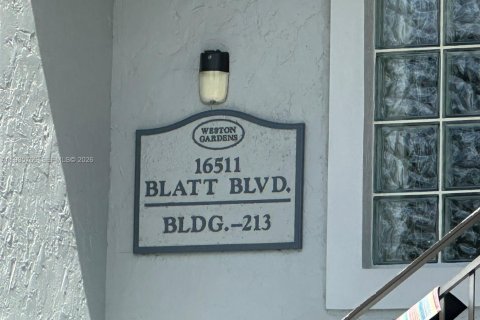 WESTON
GARDENS
16511
BLATT BLVD.
BLDG.-213